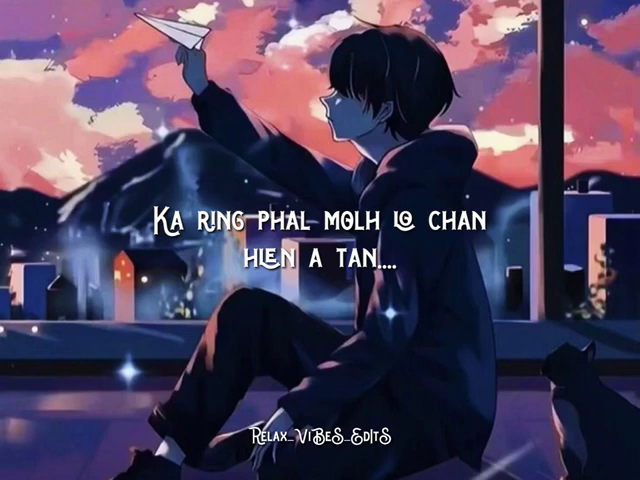 Ka ring phal molh lo chan
hlen a tan....
Relax_ViBeS_EditS